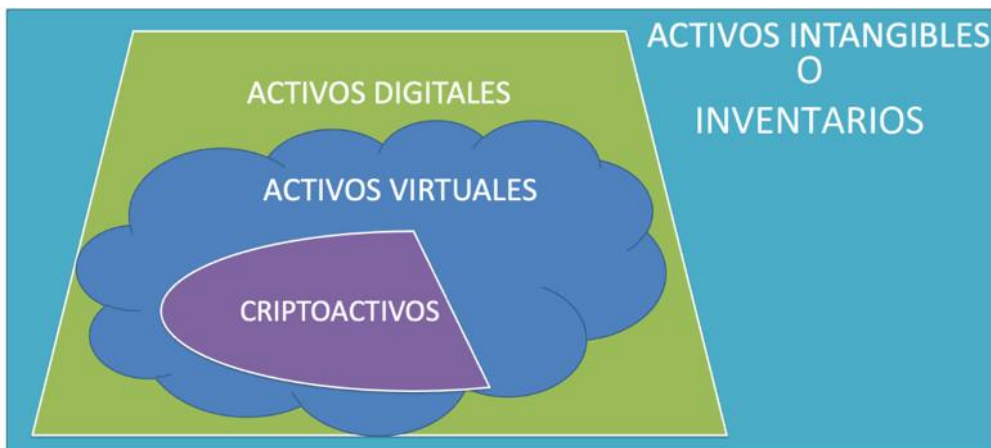 ACTIVOS INTANGIBLES
O
INVENTARIOS
ACTIVOS DIGITALES
ACTIVOS VIRTUALES
CRIPTOACTIVOS